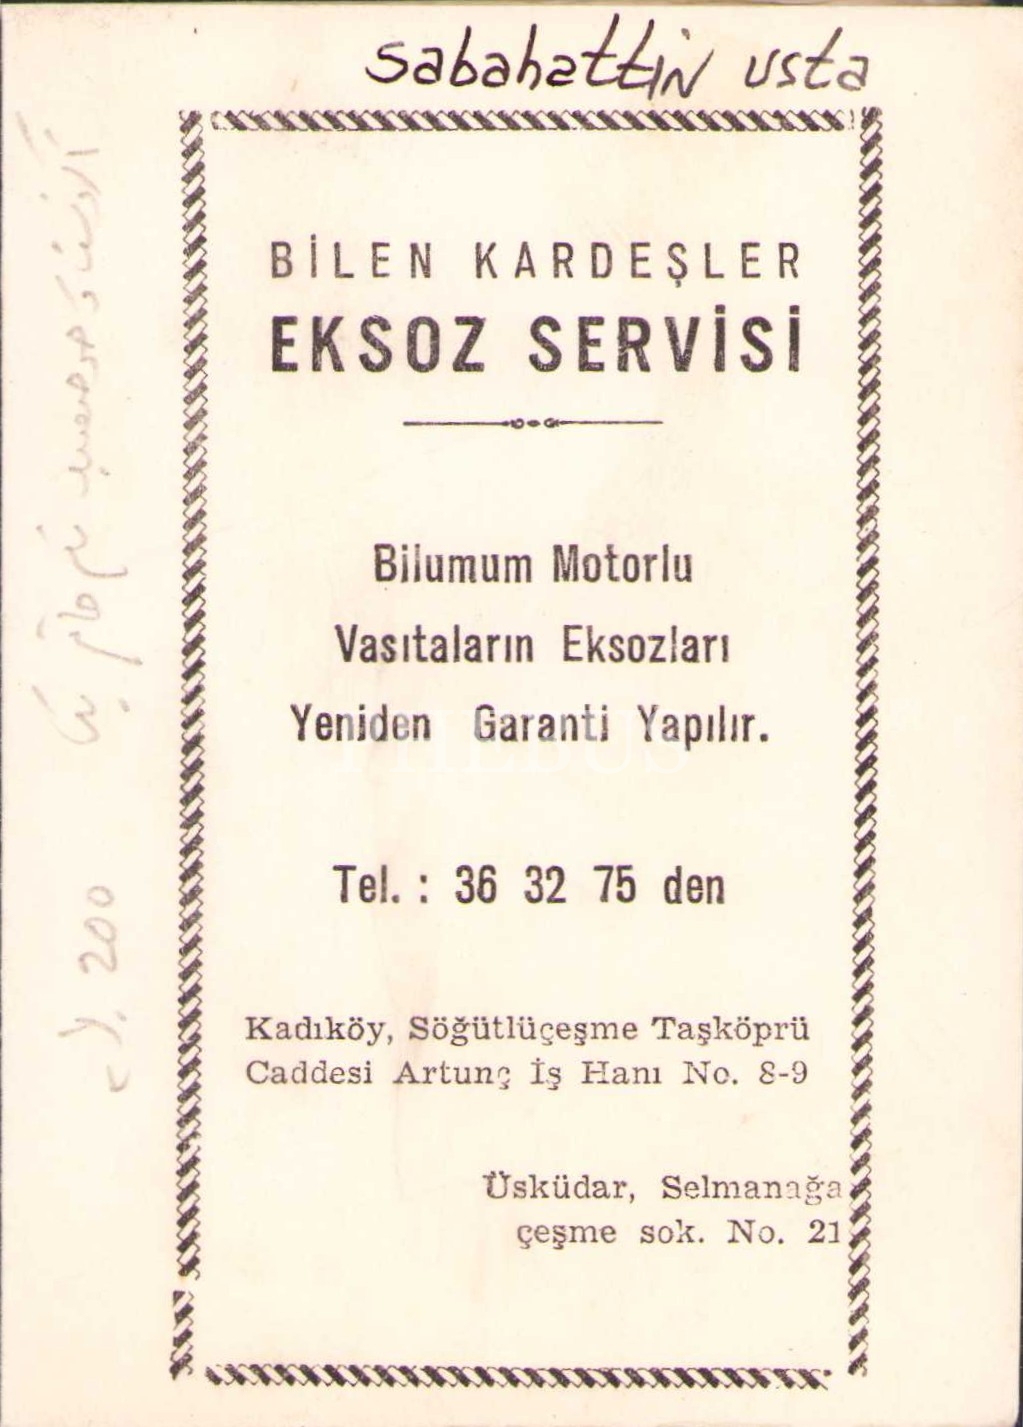 sabahattin usta
BİLEN KARDEŞLER
EKSOZ SERVİSİ
Bilumum Motorlu
Vasıtaların Eksozları
Yeniden Garanti Yapılır.
Tel. : 36 32 75 den
Kadıköy, Söğütlüçeşme Taşköprü
Caddesi Artunç İş Hanı No. 8-9
Üsküdar, Selmanağa
çeşme sok. No. 21
200